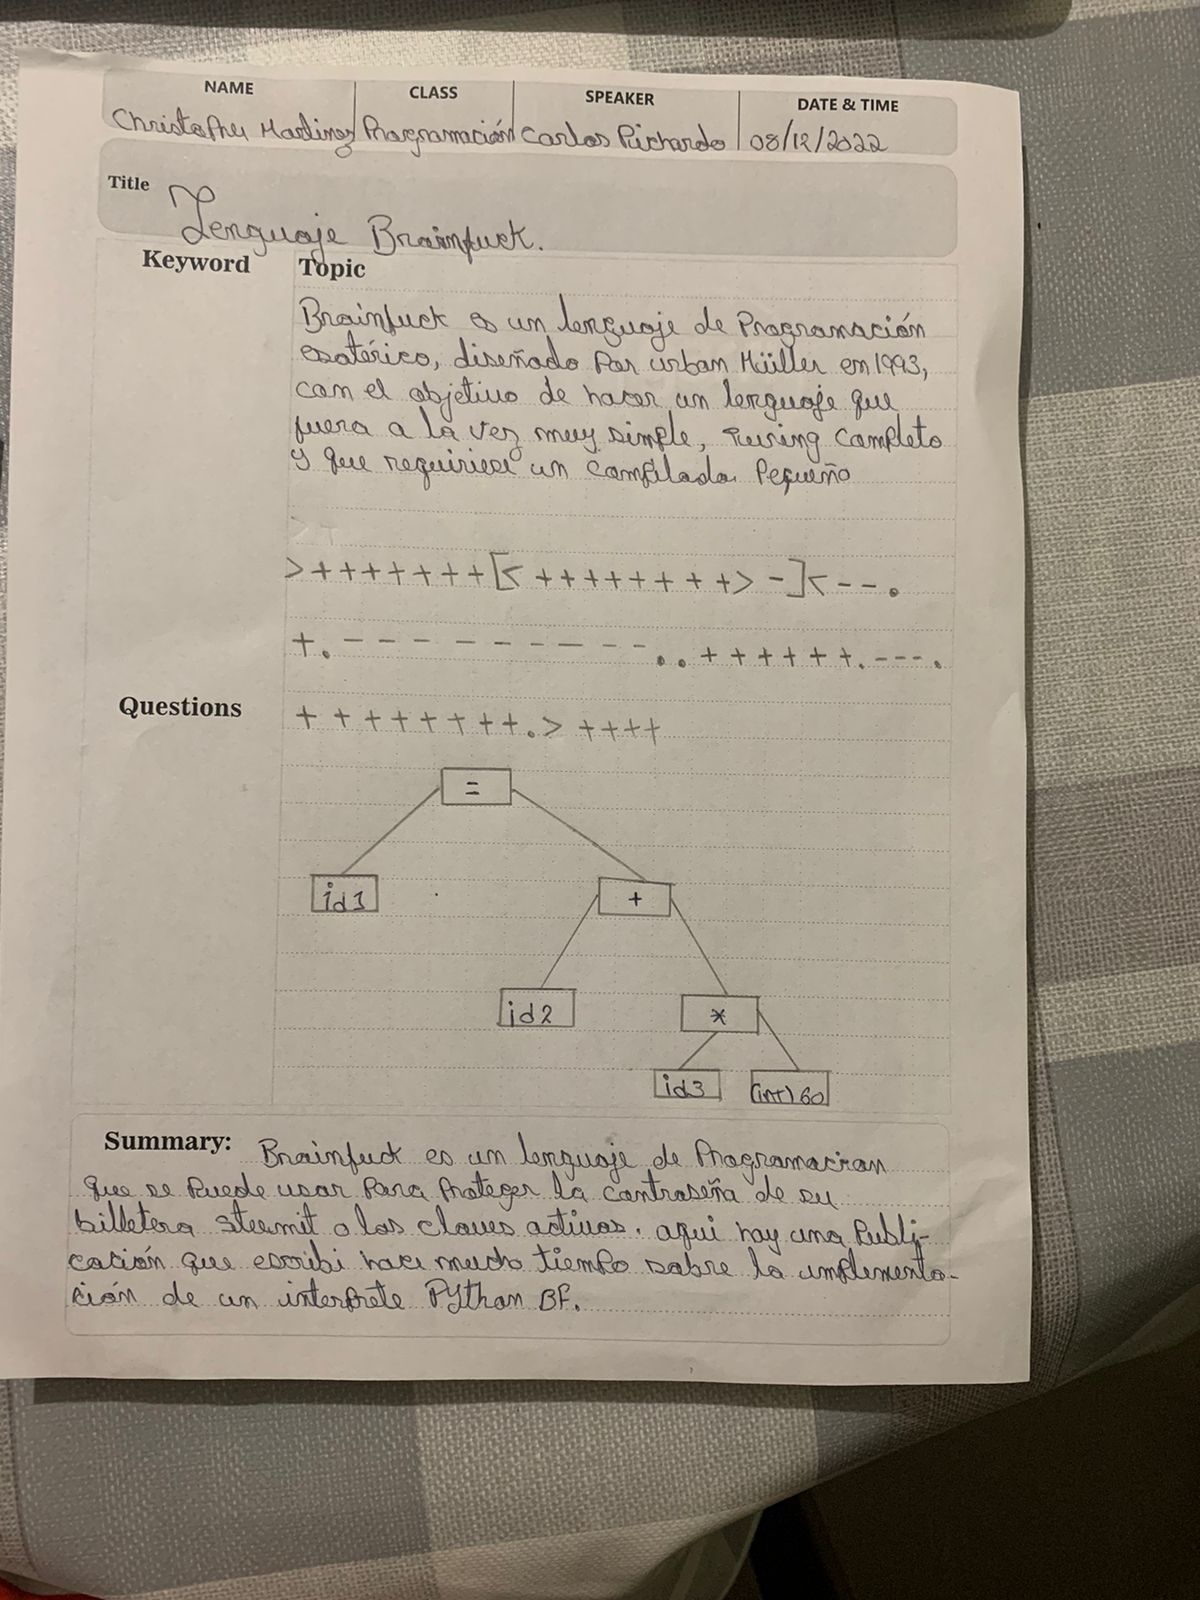 NAME CLASS SPEAKER DATE & TIME
Christopher Martinez Programación Carlos Pichardo 08/12/2022
Title
Lenguaje Brainfuck.
Keyword Topic
Brainfuck es un lenguaje de Programación
esotérico, diseñado Por urban Müller en 1993,
con el objetivo de hacer un lenguaje que
fuera a la vez muy simple, Turing Completo
y que requiriese un Compilador Pequeño
>+++++++[<++++++++>-]<--.
+.----------..++++++.---.
Questions
++++++++.>++++
=
id1
+
id2
*
id3 (int)60
Summary: Brainfuck es un lenguaje de Programacion
que se Puede usar Para Proteger la contraseña de su
billetera steemit o las claves activas. aqui hay una Publi-
cación que escribi hace mucho tiempo sobre la implementa-
ción de un interprete Python BF.